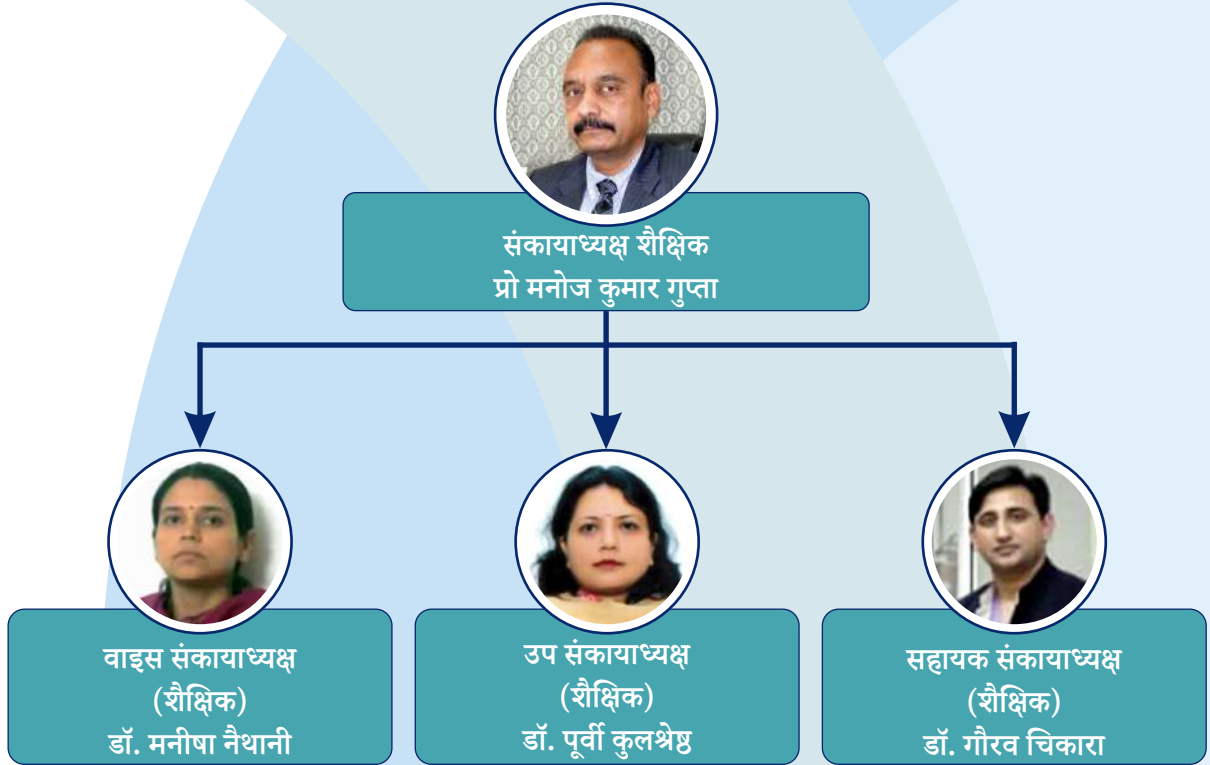 संकायाध्यक्ष शैक्षिक
प्रो मनोज कुमार गुप्ता
वाइस संकायाध्यक्ष
(शैक्षिक)
डॉ. मनीषा नैथानी
उप संकायाध्यक्ष
(शैक्षिक)
डॉ. पूर्वी कुलश्रेष्ठ
सहायक संकायाध्यक्ष
(शैक्षिक)
डॉ. गौरव चिकारा